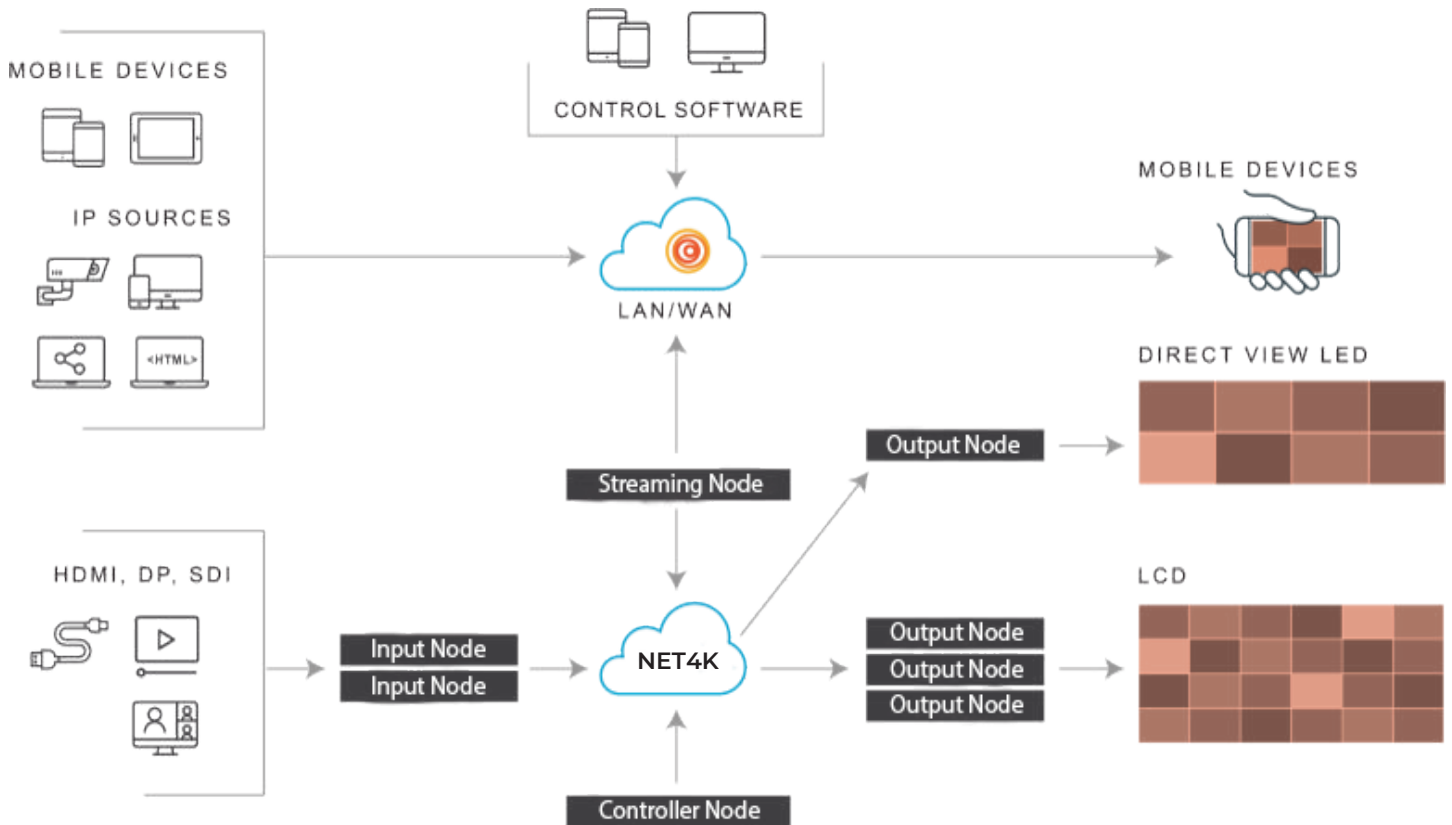 MOBILE DEVICES
IP SOURCES
<HTML>
HDMI, DP, SDI
CONTROL SOFTWARE
LAN/WAN
Streaming Node
Input Node
Input Node
NET4K
Controller Node
MOBILE DEVICES
DIRECT VIEW LED
Output Node
LCD
Output Node
Output Node
Output Node